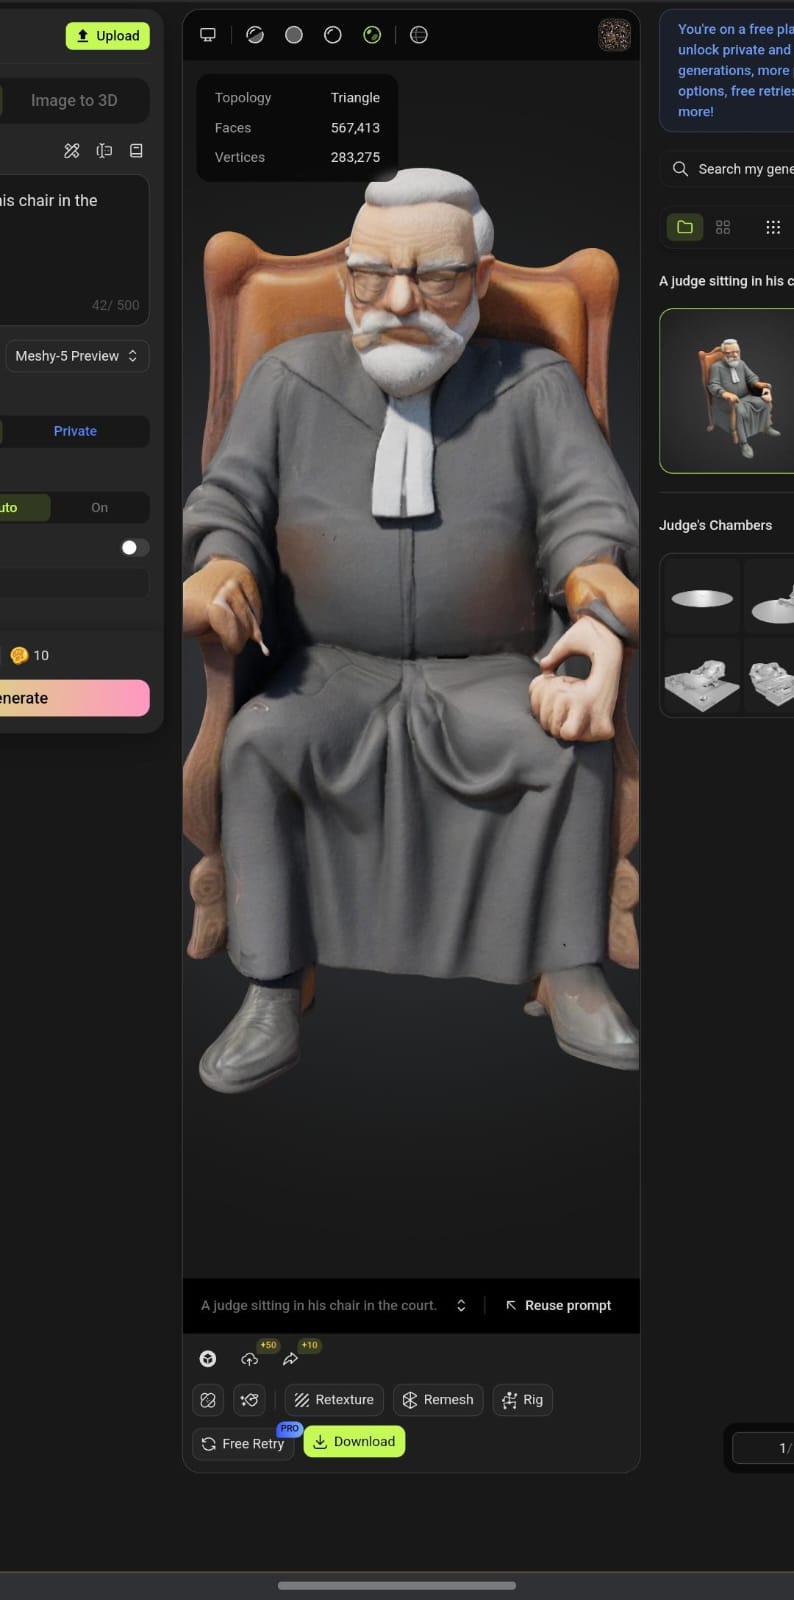 Upload
Image to 3D
his chair in the
42/ 500
Meshy-5 Preview
Private
uto
On
10
enerate
Topology Triangle
Faces 567,413
Vertices 283,275
A judge sitting in his chair in the court.
Reuse prompt
+50
+10
Retexture
Remesh
Rig
Free Retry
PRO
Download
You're on a free pla
unlock private and
generations, more
options, free retries
more!
Search my gene
A judge sitting in his c
Judge's Chambers
1/